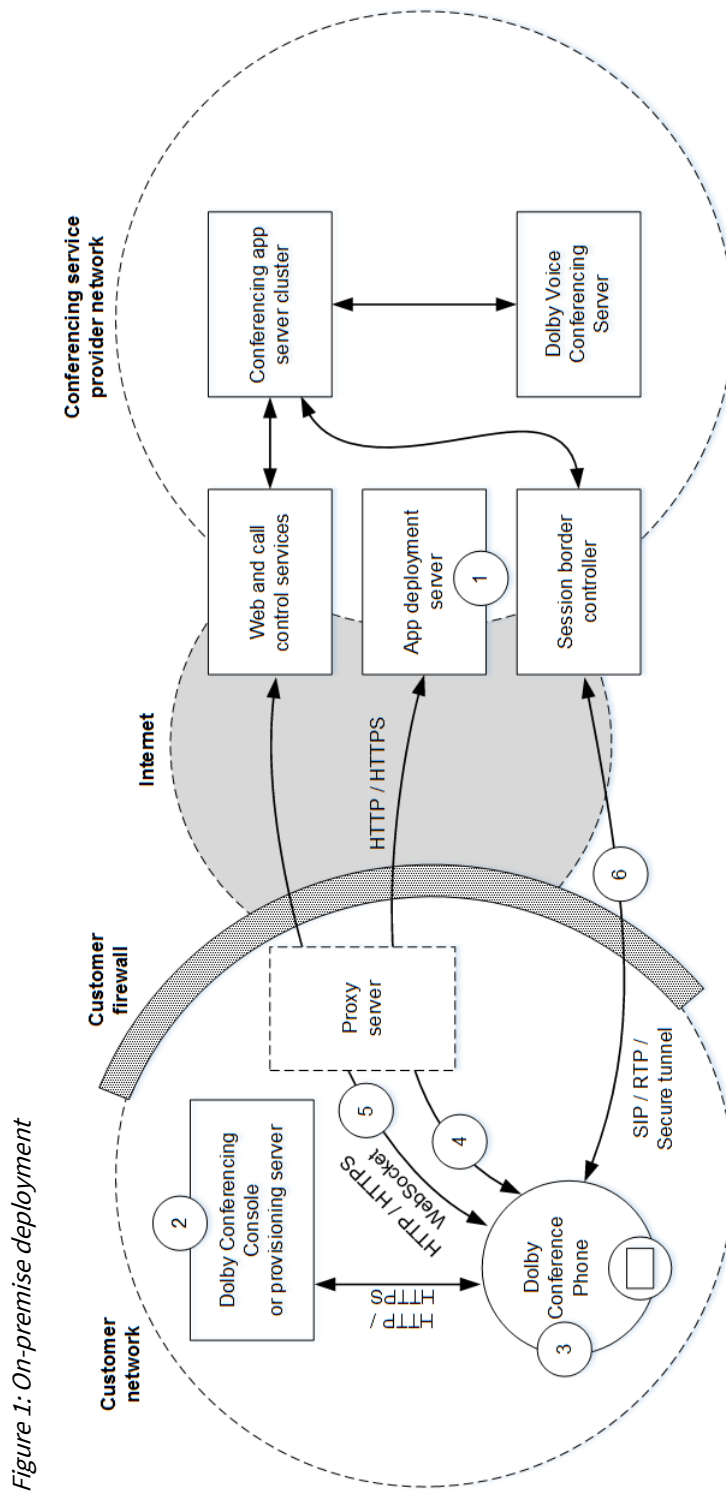 Figure 1: On-premise deployment
Customer
network
Customer
firewall
Internet
Conferencing service
provider network
2
Dolby Conferencing
Console
or provisioning server
Proxy
server
Web and call
control services
Conferencing app
server cluster
HTTP / HTTPS
App deployment
server
1
HTTP /
HTTPS
5
HTTP / HTTPS
WebSocket
4
3
Dolby
Conference
Phone
SIP / RTP /
Secure tunnel
6
Session border
controller
Dolby Voice
Conferencing
Server